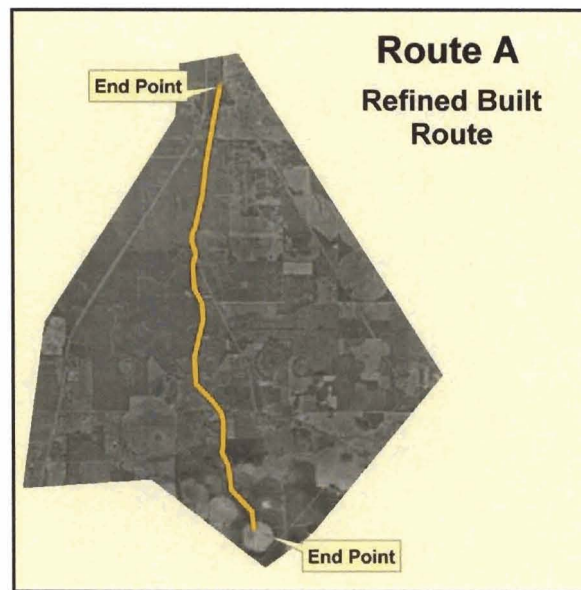 Route A
Refined Built
Route
End Point
End Point